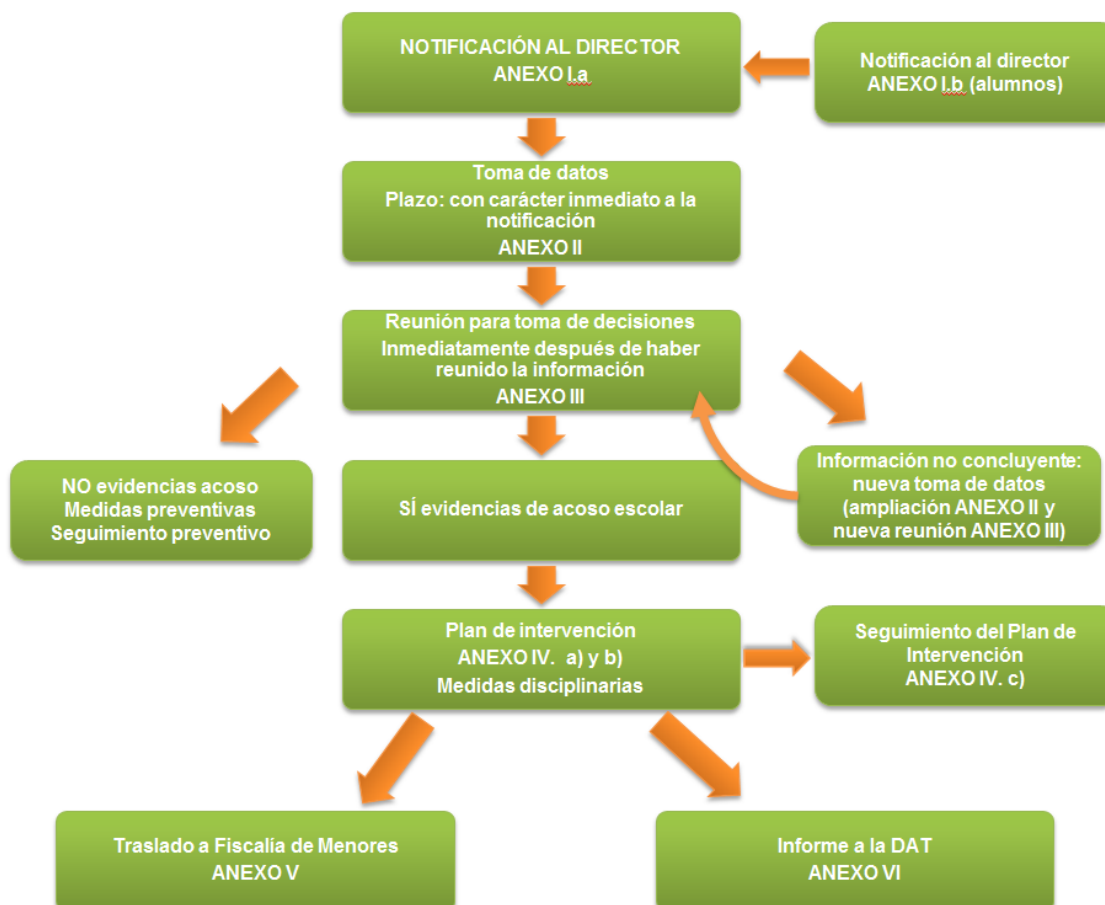 NOTIFICACIÓN AL DIRECTOR
ANEXO I.a
Notificación al director
ANEXO I.b (alumnos)
Toma de datos
Plazo: con carácter inmediato a la
notificación
ANEXO II
Reunión para toma de decisiones
Inmediatamente después de haber
reunido la información
ANEXO III
NO evidencias acoso
Medidas preventivas
Seguimiento preventivo
SÍ evidencias de acoso escolar
Información no concluyente:
nueva toma de datos
(ampliación ANEXO II y
nueva reunión ANEXO III)
Plan de intervención
ANEXO IV. a) y b)
Medidas disciplinarias
Seguimiento del Plan de
Intervención
ANEXO IV. c)
Traslado a Fiscalía de Menores
ANEXO V
Informe a la DAT
ANEXO VI